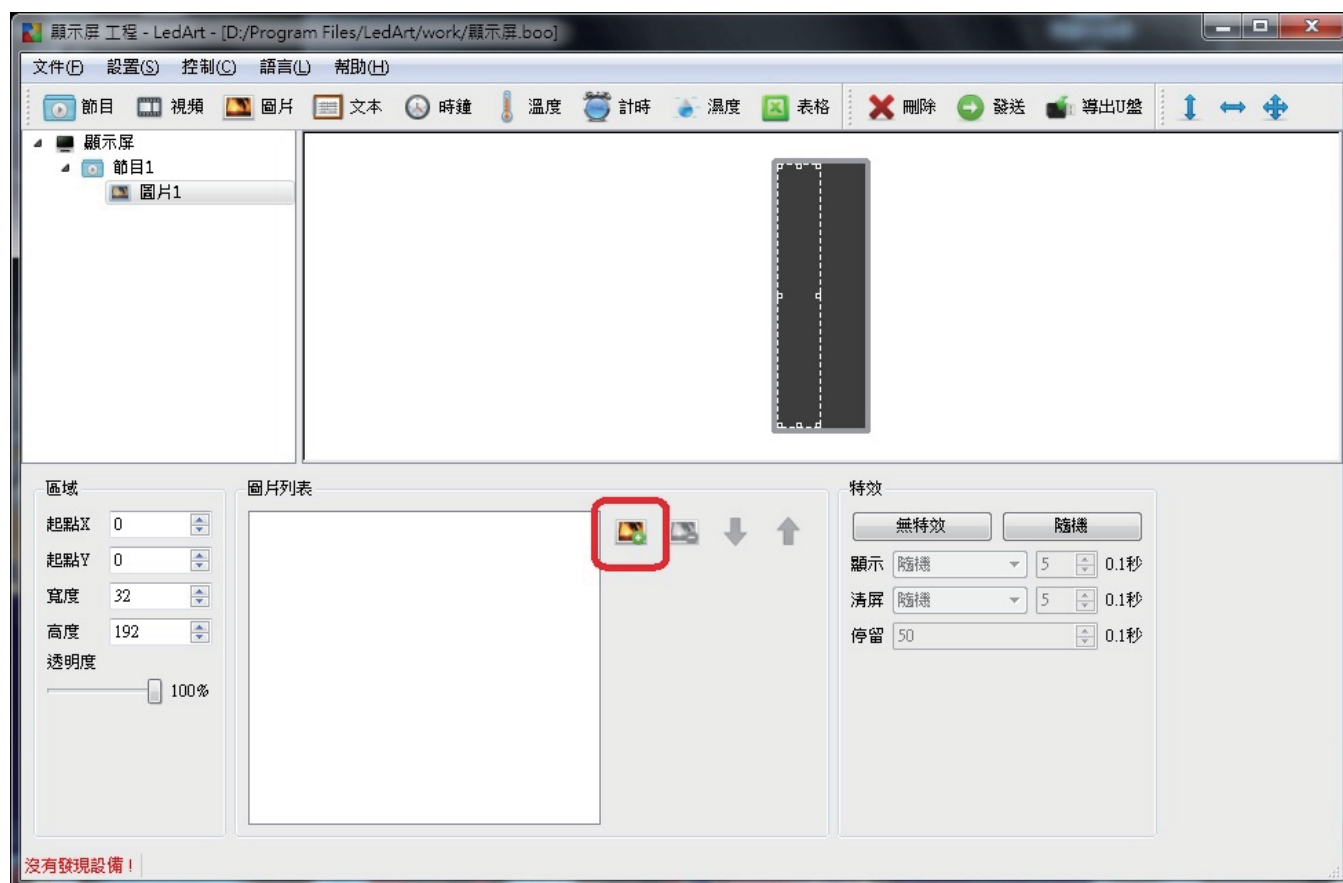 顯示屏 工程 - LedArt - [D:/Program Files/LedArt/work/顯示屏.boo]
文件(F) 設置(S) 控制(C) 語言(L) 幫助(H)
節目 視頻 圖片 文本 時鐘 溫度 計時 濕度 表格 刪除 發送 導出U盤
顯示屏
節目1
圖片1
區域
起點X 0
起點Y 0
寬度 32
高度 192
透明度
100%
圖片列表
特效
無特效 隨機
顯示 隨機 5 0.1秒
清屏 隨機 5 0.1秒
停留 50 0.1秒
沒有發現設備！